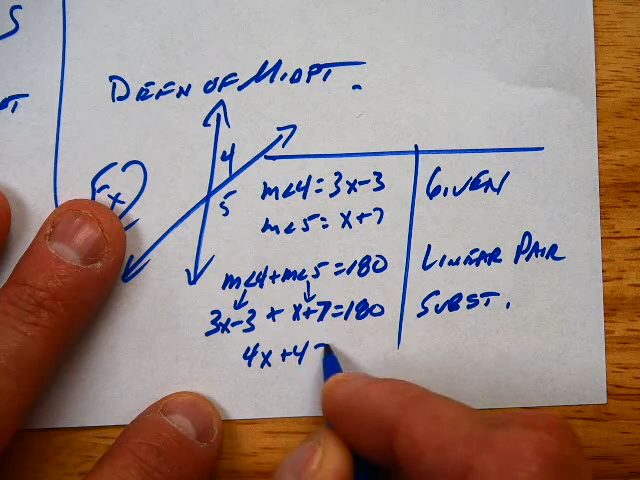 S
DEFN OF MIDPT.
4
5
Ex
m<4 = 3x-3 GIVEN
m<5 = x+7
m<4 + m<5 = 180 LINEAR PAIR
3x-3 + x+7 = 180 SUBST.
4x+4